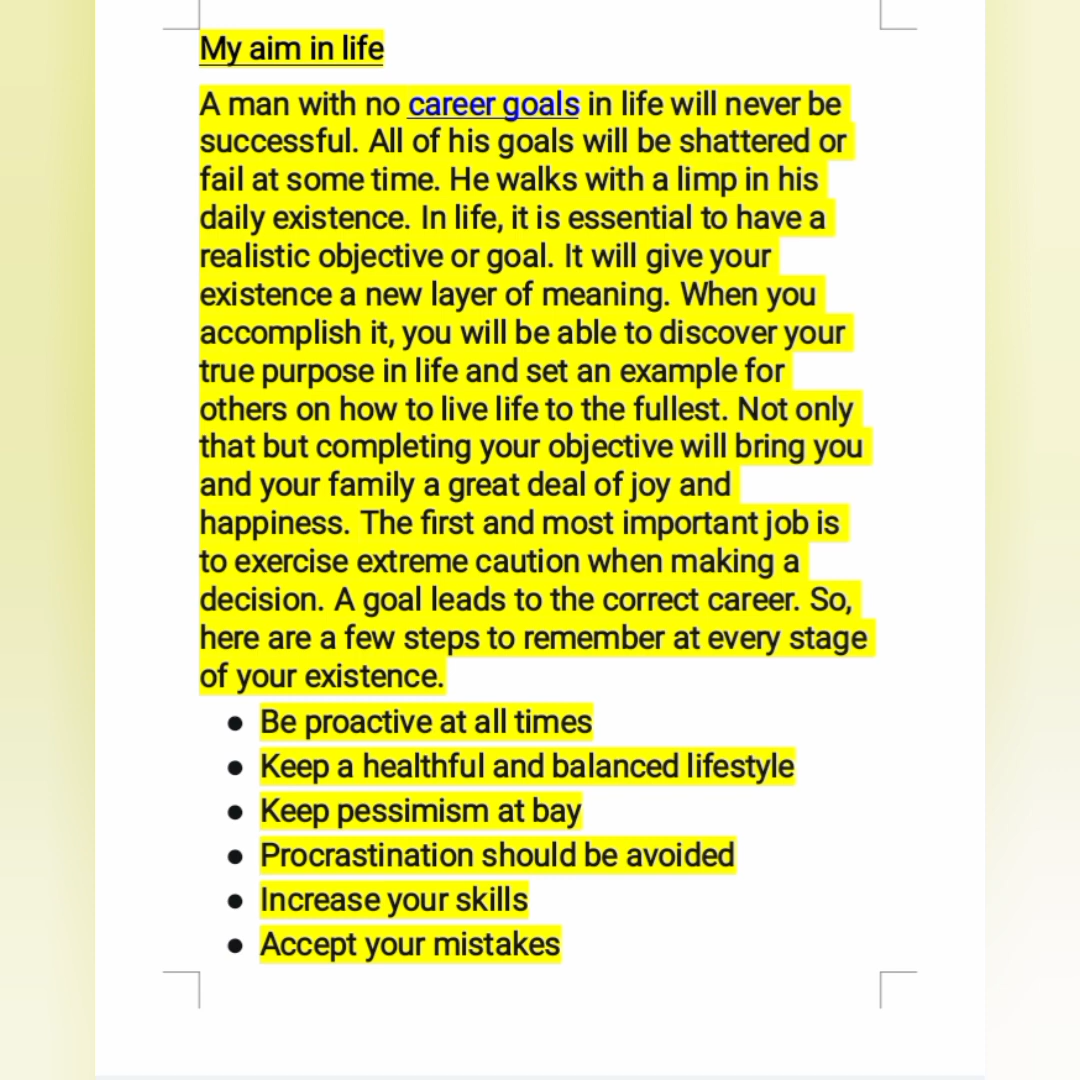 My aim in life
A man with no career goals in life will never be
successful. All of his goals will be shattered or
fail at some time. He walks with a limp in his
daily existence. In life, it is essential to have a
realistic objective or goal. It will give your
existence a new layer of meaning. When you
accomplish it, you will be able to discover your
true purpose in life and set an example for
others on how to live life to the fullest. Not only
that but completing your objective will bring you
and your family a great deal of joy and
happiness. The first and most important job is
to exercise extreme caution when making a
decision. A goal leads to the correct career. So,
here are a few steps to remember at every stage
of your existence.
● Be proactive at all times
● Keep a healthful and balanced lifestyle
● Keep pessimism at bay
● Procrastination should be avoided
● Increase your skills
● Accept your mistakes